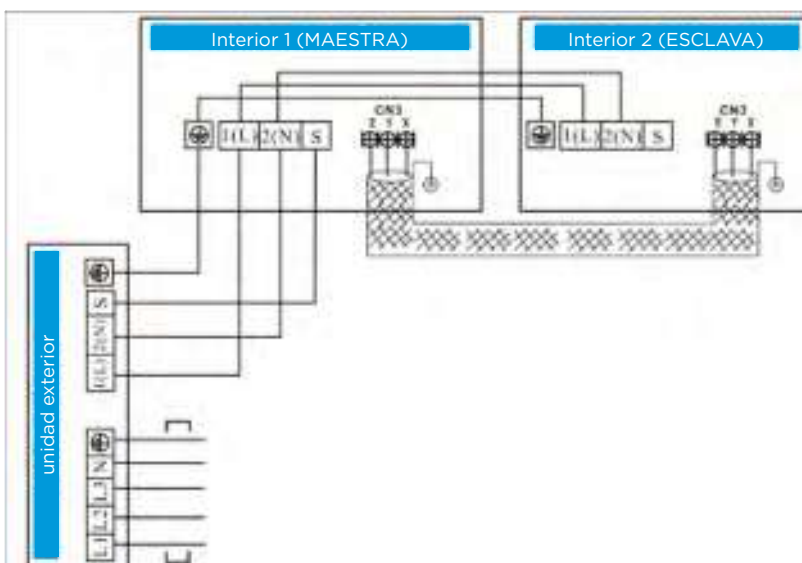 Interior 1 (MAESTRA)
Interior 2 (ESCLAVA)
CN3
Z Y X
1(L) 2(N) S
CN3
Z Y X
1(L) 2(N) S
unidad exterior
S
2(N)
1(L)
N
L3
L2
L1